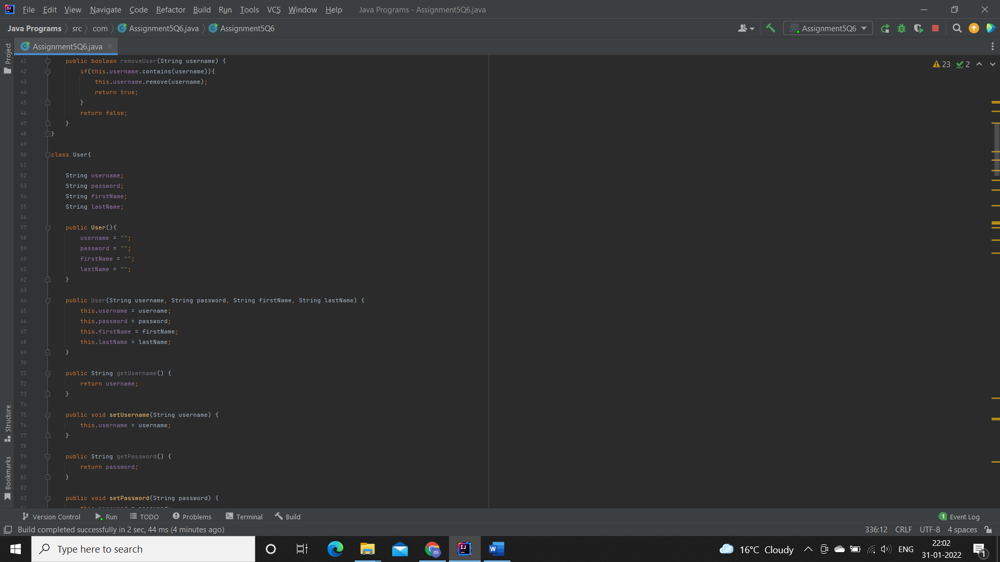 File Edit View Navigate Code Refactor Build Run Tools VCS Window Help Java Programs - Assignment5Q6.java
Java Programs src com Assignment5Q6.java Assignment5Q6 Assignment5Q6
Project
Assignment5Q6.java
23 2
41 public boolean removeUser(String username) {
42 if(this.username.contains(username)){
43 this.username.remove(username);
44 return true;
45 }
46 return false;
47 }
48 }
49
50 class User{
51
52 String username;
53 String password;
54 String firstName;
55 String lastName;
56
57 public User(){
58 username = "";
59 password = "";
60 firstName = "";
61 lastName = "";
62 }
63
64 public User(String username, String password, String firstName, String lastName) {
65 this.username = username;
66 this.password = password;
67 this.firstName = firstName;
68 this.lastName = lastName;
69 }
70
71 public String getUsername() {
72 return username;
73 }
74
75 public void setUsername(String username) {
76 this.username = username;
77 }
78
79 public String getPassword() {
80 return password;
81 }
82
83 public void setPassword(String password) {
Structure
Bookmarks
Version Control Run TODO Problems Terminal Build 1 Event Log
Build completed successfully in 2 sec, 44 ms (4 minutes ago) 336:12 CRLF UTF-8 4 spaces
Type here to search 16°C Cloudy ENG 22:02
31-01-2022 1